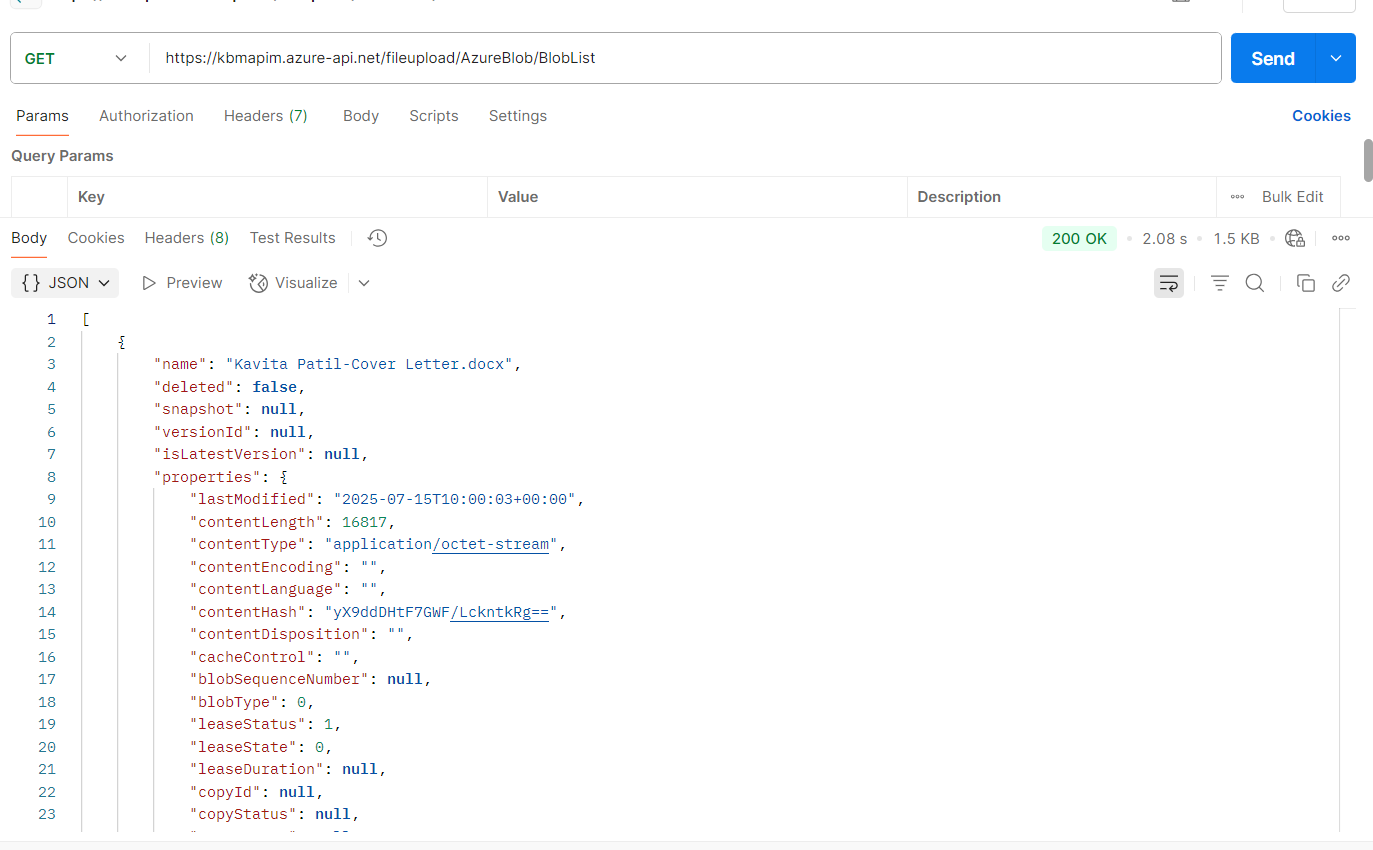 GET https://kbmapim.azure-api.net/fileupload/AzureBlob/BlobList Send
Params Authorization Headers (7) Body Scripts Settings Cookies
Query Params
Key Value Description Bulk Edit
Body Cookies Headers (8) Test Results 200 OK 2.08 s 1.5 KB
{} JSON Preview Visualize
1 [
2 {
3 "name": "Kavita Patil-Cover Letter.docx",
4 "deleted": false,
5 "snapshot": null,
6 "versionId": null,
7 "isLatestVersion": null,
8 "properties": {
9 "lastModified": "2025-07-15T10:00:03+00:00",
10 "contentLength": 16817,
11 "contentType": "application/octet-stream",
12 "contentEncoding": "",
13 "contentLanguage": "",
14 "contentHash": "yX9ddDHtF7GWF/LckntkRg==",
15 "contentDisposition": "",
16 "cacheControl": "",
17 "blobSequenceNumber": null,
18 "blobType": 0,
19 "leaseStatus": 1,
20 "leaseState": 0,
21 "leaseDuration": null,
22 "copyId": null,
23 "copyStatus": null,